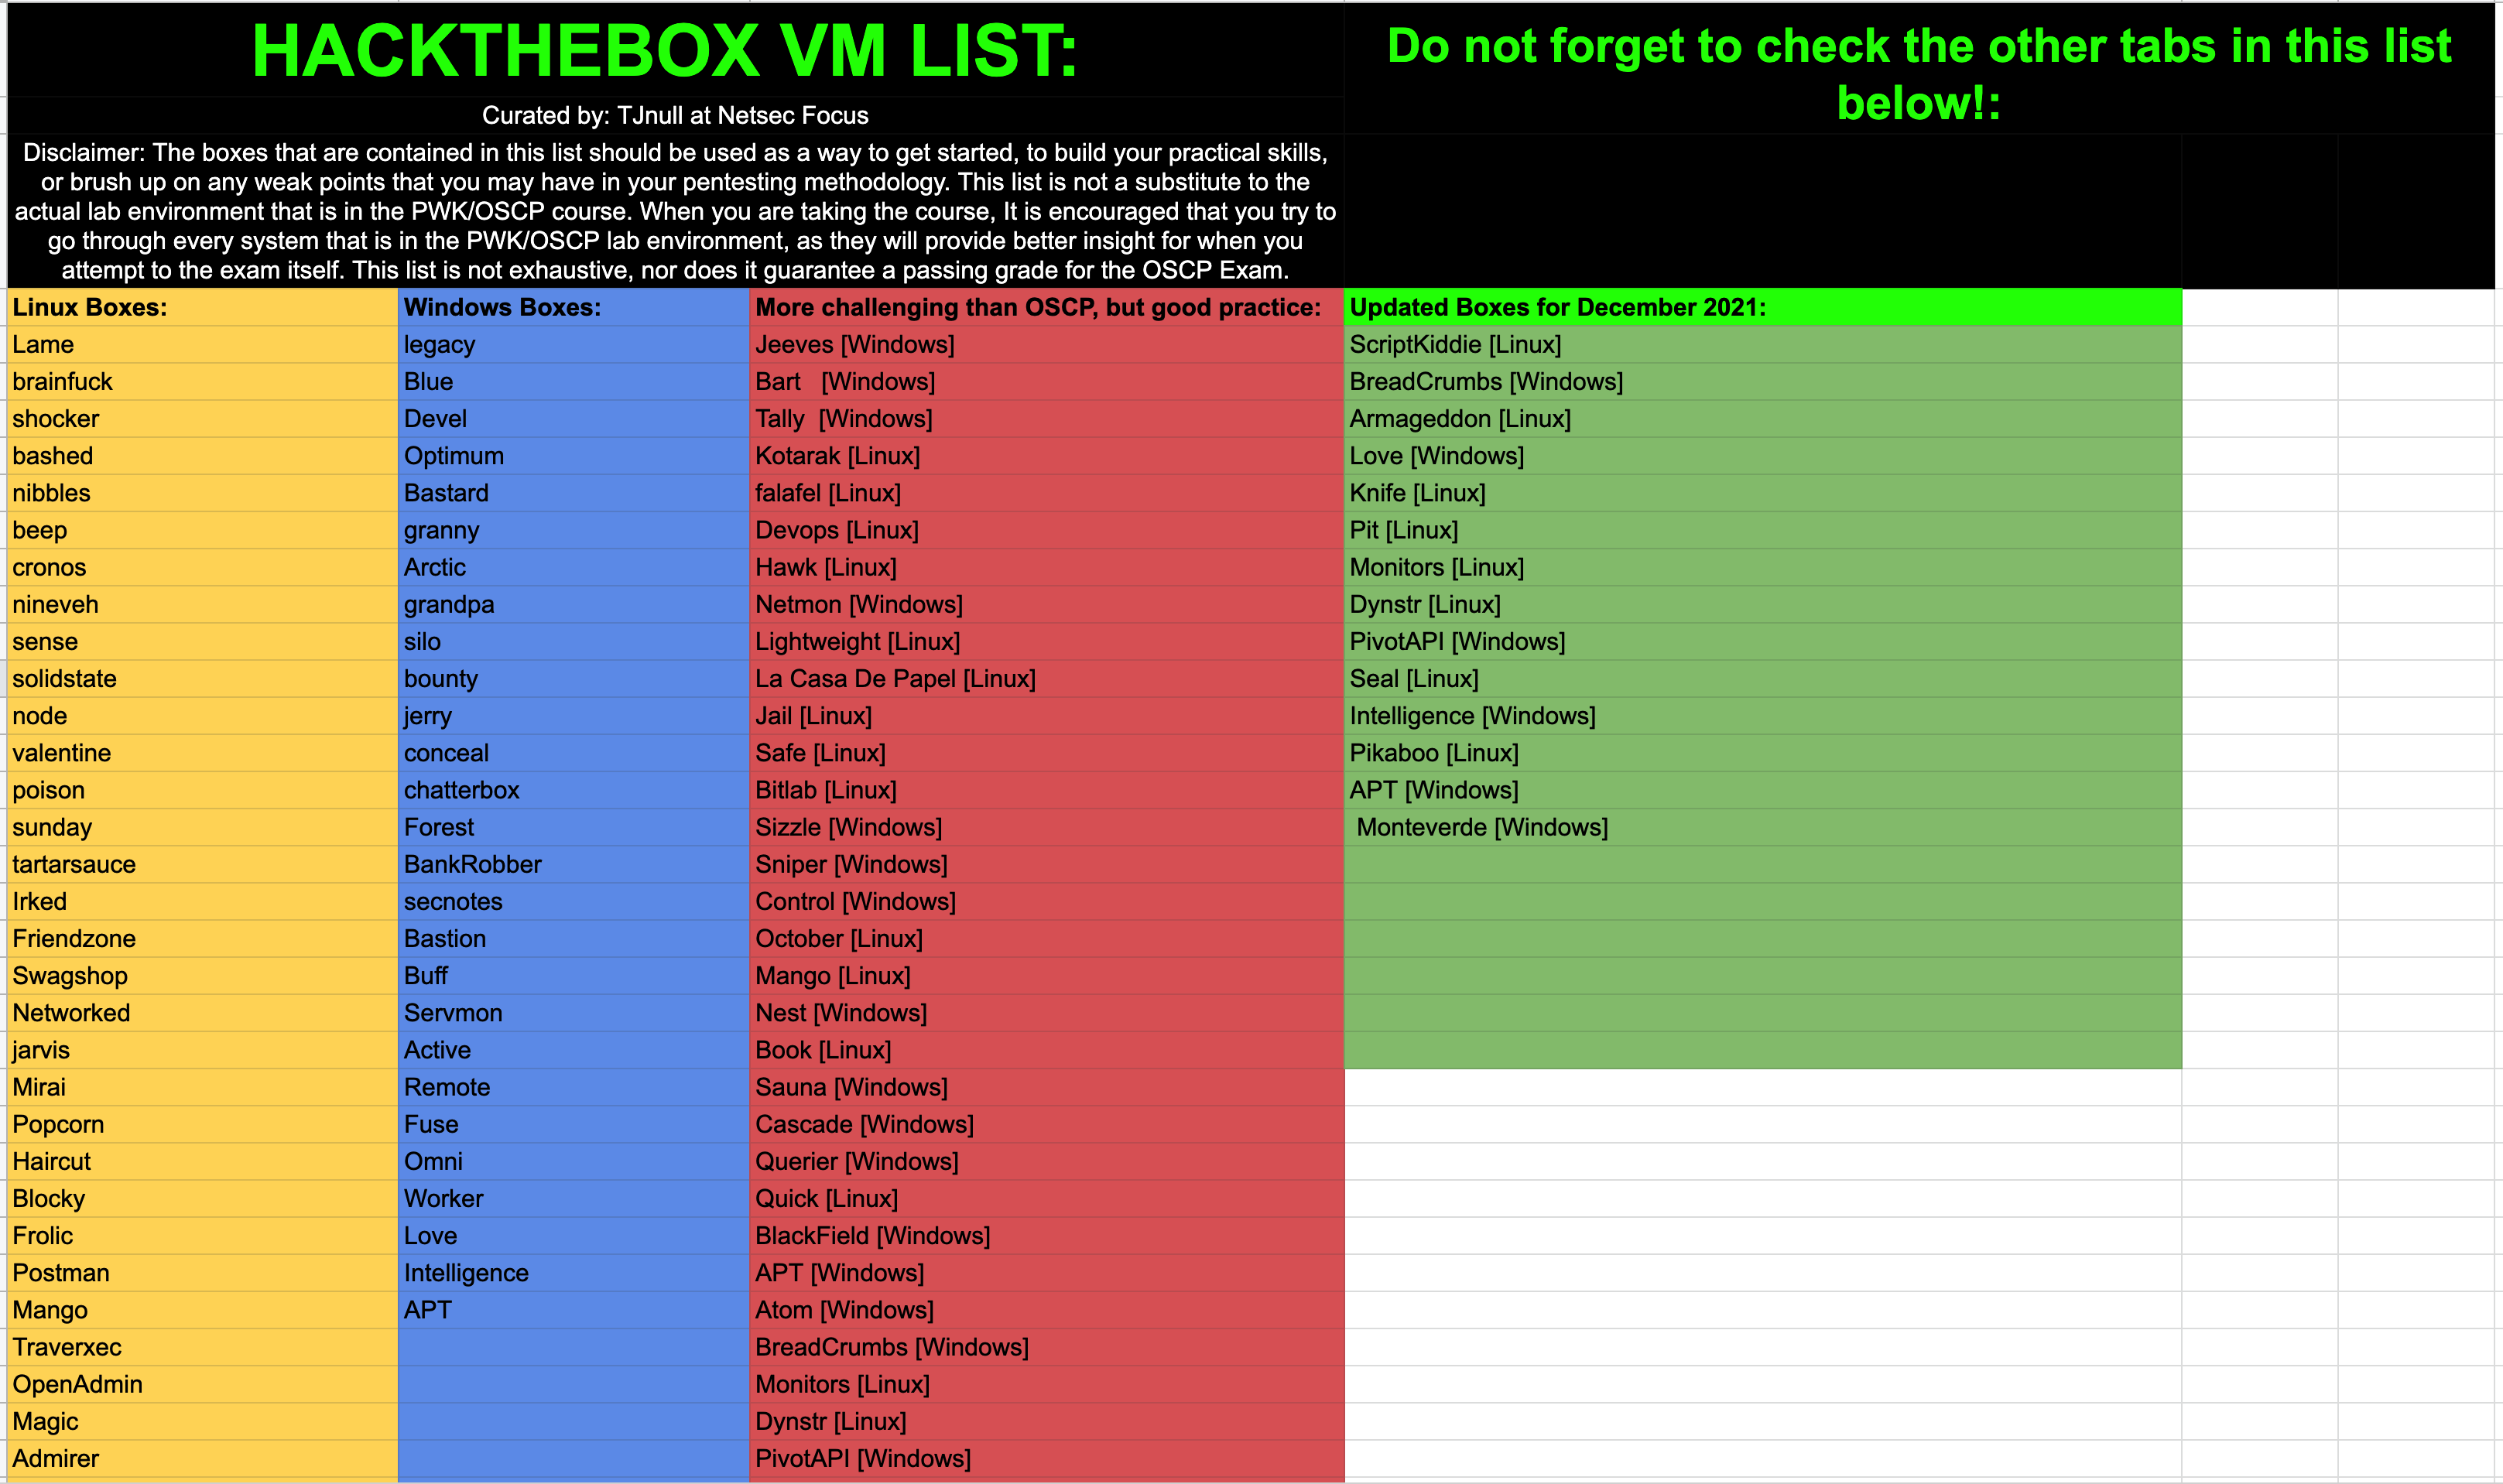 HACKTHEBOX VM LIST:
Do not forget to check the other tabs in this list
below!:
Curated by: TJnull at Netsec Focus
Disclaimer: The boxes that are contained in this list should be used as a way to get started, to build your practical skills,
or brush up on any weak points that you may have in your pentesting methodology. This list is not a substitute to the
actual lab environment that is in the PWK/OSCP course. When you are taking the course, It is encouraged that you try to
go through every system that is in the PWK/OSCP lab environment, as they will provide better insight for when you
attempt to the exam itself. This list is not exhaustive, nor does it guarantee a passing grade for the OSCP Exam.
Linux Boxes: Windows Boxes: More challenging than OSCP, but good practice: Updated Boxes for December 2021:
Lame legacy Jeeves [Windows] ScriptKiddie [Linux]
brainfuck Blue Bart [Windows] BreadCrumbs [Windows]
shocker Devel Tally [Windows] Armageddon [Linux]
bashed Optimum Kotarak [Linux] Love [Windows]
nibbles Bastard falafel [Linux] Knife [Linux]
beep granny Devops [Linux] Pit [Linux]
cronos Arctic Hawk [Linux] Monitors [Linux]
nineveh grandpa Netmon [Windows] Dynstr [Linux]
sense silo Lightweight [Linux] PivotAPI [Windows]
solidstate bounty La Casa De Papel [Linux] Seal [Linux]
node jerry Jail [Linux] Intelligence [Windows]
valentine conceal Safe [Linux] Pikaboo [Linux]
poison chatterbox Bitlab [Linux] APT [Windows]
sunday Forest Sizzle [Windows] Monteverde [Windows]
tartarsauce BankRobber Sniper [Windows]
Irked secnotes Control [Windows]
Friendzone Bastion October [Linux]
Swagshop Buff Mango [Linux]
Networked Servmon Nest [Windows]
jarvis Active Book [Linux]
Mirai Remote Sauna [Windows]
Popcorn Fuse Cascade [Windows]
Haircut Omni Querier [Windows]
Blocky Worker Quick [Linux]
Frolic Love BlackField [Windows]
Postman Intelligence APT [Windows]
Mango APT Atom [Windows]
Traverxec BreadCrumbs [Windows]
OpenAdmin Monitors [Linux]
Magic Dynstr [Linux]
Admirer PivotAPI [Windows]